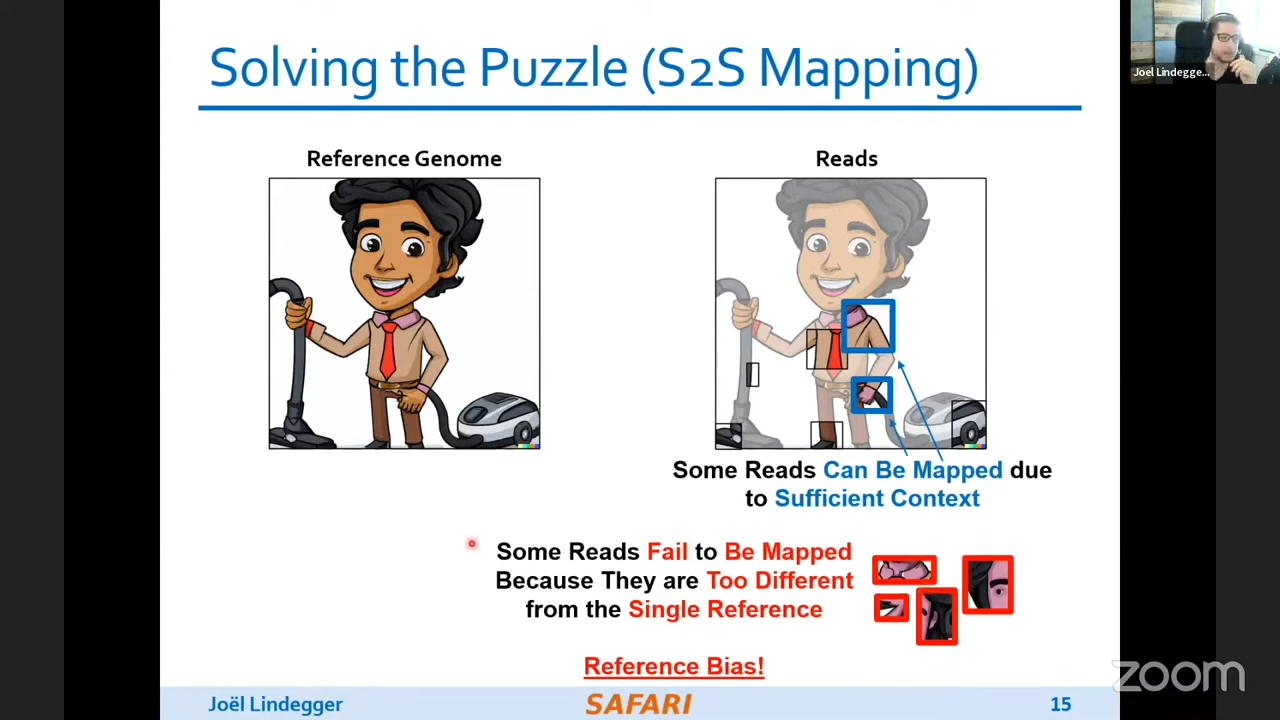 Solving the Puzzle (S2S Mapping)
Joel Lindegge...
Reference Genome
Reads
Some Reads Can Be Mapped due
to Sufficient Context
Some Reads Fail to Be Mapped
Because They are Too Different
from the Single Reference
Reference Bias!
zoom
Joël Lindegger
SAFARI
15